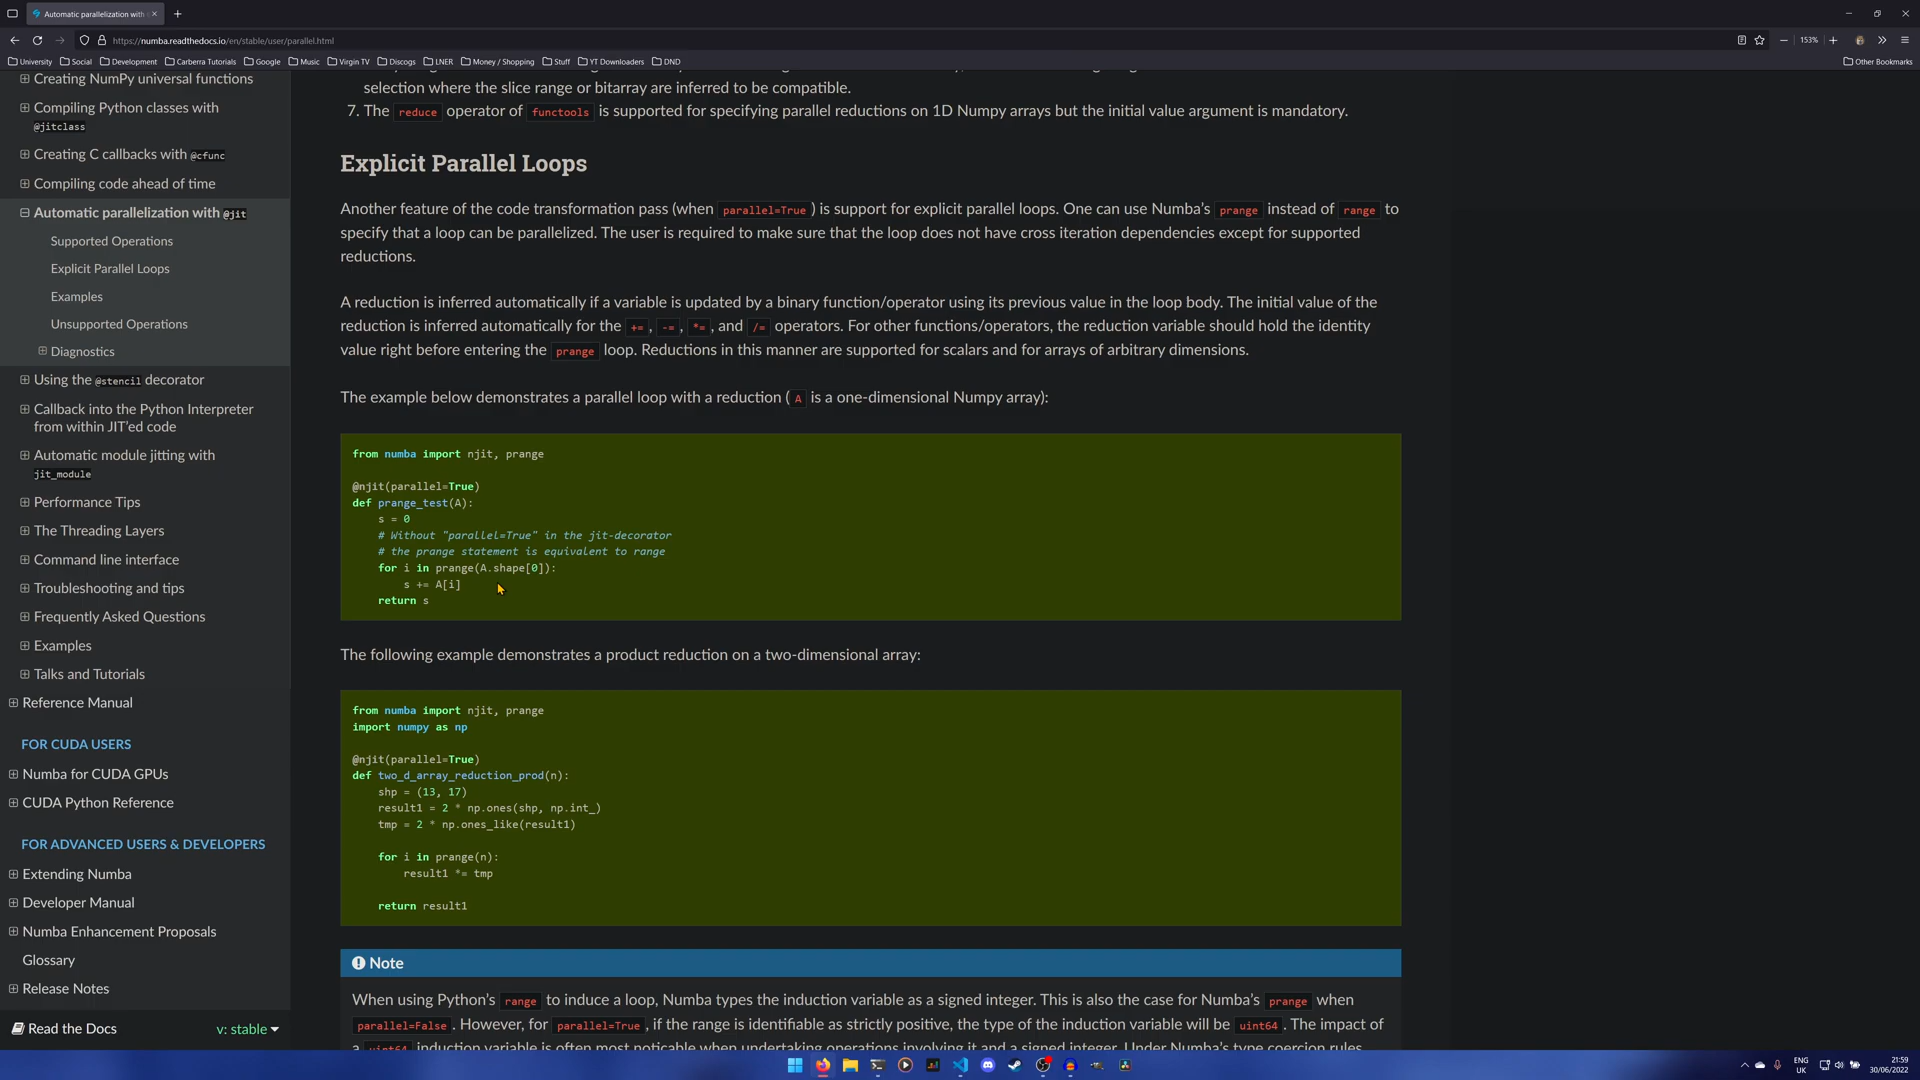 Automatic parallelization with
https://numba.readthedocs.io/en/stable/user/parallel.html
153%
University Social Development Carberra Tutorials Google Music Virgin TV Discogs LNER Money / Shopping Stuff YT Downloaders DND Other Bookmarks
Creating NumPy universal functions
Compiling Python classes with
@jitclass
Creating C callbacks with @cfunc
Compiling code ahead of time
Automatic parallelization with @jit
Supported Operations
Explicit Parallel Loops
Examples
Unsupported Operations
Diagnostics
Using the @stencil decorator
Callback into the Python Interpreter
from within JIT'ed code
Automatic module jitting with
jit_module
Performance Tips
The Threading Layers
Command line interface
Troubleshooting and tips
Frequently Asked Questions
Examples
Talks and Tutorials
Reference Manual
FOR CUDA USERS
Numba for CUDA GPUs
CUDA Python Reference
FOR ADVANCED USERS & DEVELOPERS
Extending Numba
Developer Manual
Numba Enhancement Proposals
Glossary
Release Notes
Read the Docs v: stable
selection where the slice range or bitarray are inferred to be compatible.
7. The reduce operator of functools is supported for specifying parallel reductions on 1D Numpy arrays but the initial value argument is mandatory.
Explicit Parallel Loops
Another feature of the code transformation pass (when parallel=True ) is support for explicit parallel loops. One can use Numba's prange instead of range to
specify that a loop can be parallelized. The user is required to make sure that the loop does not have cross iteration dependencies except for supported
reductions.
A reduction is inferred automatically if a variable is updated by a binary function/operator using its previous value in the loop body. The initial value of the
reduction is inferred automatically for the += , -= , *= , and /= operators. For other functions/operators, the reduction variable should hold the identity
value right before entering the prange loop. Reductions in this manner are supported for scalars and for arrays of arbitrary dimensions.
The example below demonstrates a parallel loop with a reduction ( A is a one-dimensional Numpy array):
from numba import njit, prange
@njit(parallel=True)
def prange_test(A):
s = 0
# Without "parallel=True" in the jit-decorator
# the prange statement is equivalent to range
for i in prange(A.shape[0]):
s += A[i]
return s
The following example demonstrates a product reduction on a two-dimensional array:
from numba import njit, prange
import numpy as np
@njit(parallel=True)
def two_d_array_reduction_prod(n):
shp = (13, 17)
result1 = 2 * np.ones(shp, np.int_)
tmp = 2 * np.ones_like(result1)
for i in prange(n):
result1 *= tmp
return result1
Note
When using Python's range to induce a loop, Numba types the induction variable as a signed integer. This is also the case for Numba's prange when
parallel=False . However, for parallel=True , if the range is identifiable as strictly positive, the type of the induction variable will be uint64 . The impact of
a uint64 induction variable is often most noticable when undertaking operations involving it and a signed integer. Under Numba's type coercion rules,
ENG
UK
21:59
30/06/2022